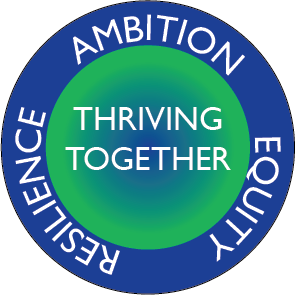 AMBITION
EQUITY
RESILIENCE
THRIVING
TOGETHER